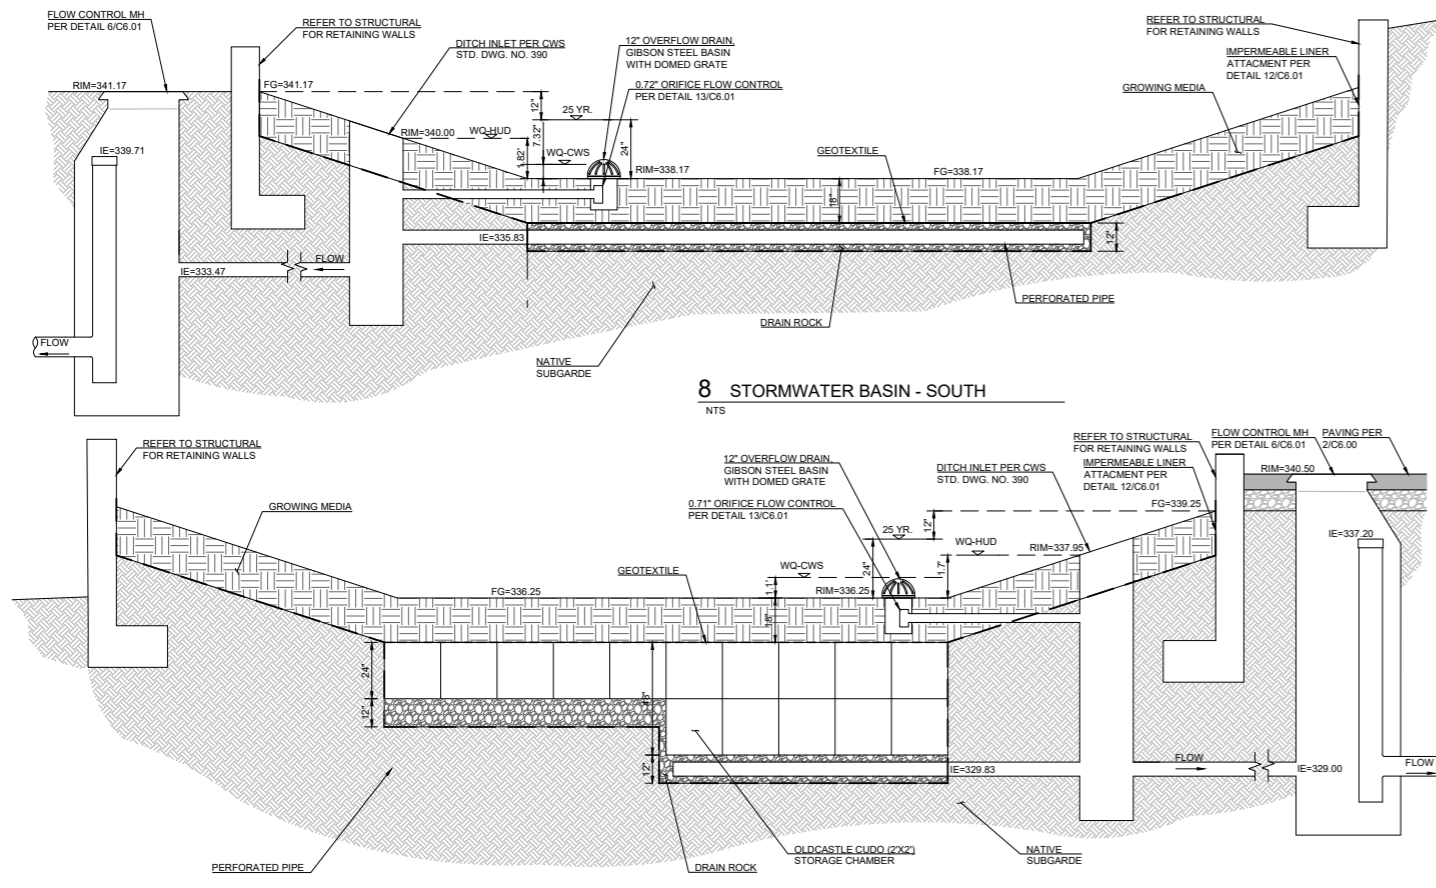 FLOW CONTROL MH
PER DETAIL 6/C6.01
REFER TO STRUCTURAL
FOR RETAINING WALLS
DITCH INLET PER CWS
STD. DWG. NO. 390
12" OVERFLOW DRAIN,
GIBSON STEEL BASIN
WITH DOMED GRATE
0.72" ORIFICE FLOW CONTROL
PER DETAIL 13/C6.01
REFER TO STRUCTURAL
FOR RETAINING WALLS
IMPERMEABLE LINER
ATTACMENT PER
DETAIL 12/C6.01
GROWING MEDIA
RIM=341.17
FG=341.17
12"
25 YR.
RIM=340.00
WQ-HUD
7.32"
1.82'
WQ-CWS
24"
IE=339.71
RIM=338.17
GEOTEXTILE
FG=338.17
18"
IE=335.83
12"
FLOW
IE=333.47
PERFORATED PIPE
DRAIN ROCK
FLOW
NATIVE
SUBGARDE
8 STORMWATER BASIN - SOUTH
NTS
REFER TO STRUCTURAL
FOR RETAINING WALLS
GROWING MEDIA
12" OVERFLOW DRAIN,
GIBSON STEEL BASIN
WITH DOMED GRATE
0.71" ORIFICE FLOW CONTROL
PER DETAIL 13/C6.01
DITCH INLET PER CWS
STD. DWG. NO. 390
REFER TO STRUCTURAL
FOR RETAINING WALLS
IMPERMEABLE LINER
ATTACMENT PER
DETAIL 12/C6.01
FLOW CONTROL MH
PER DETAIL 6/C6.01
PAVING PER
2/C6.00
RIM=340.50
FG=339.25
12"
25 YR.
WQ-HUD
RIM=337.95
IE=337.20
24"
1.7'
WQ-CWS
1.1'
GEOTEXTILE
FG=336.25
RIM=336.25
18"
24"
48"
12"
12"
IE=329.83
FLOW
IE=329.00
FLOW
PERFORATED PIPE
DRAIN ROCK
OLDCASTLE CUDO (2'X2')
STORAGE CHAMBER
NATIVE
SUBGARDE